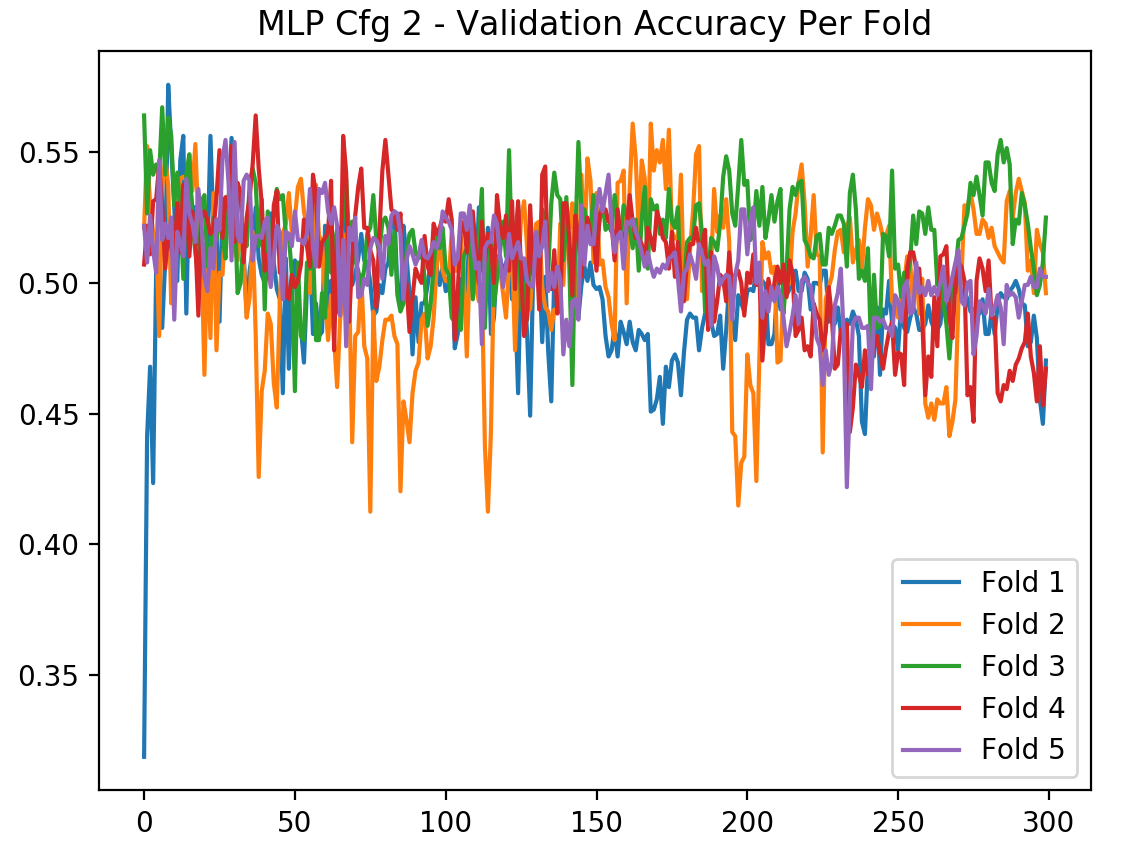 MLP Cfg 2 - Validation Accuracy Per Fold
0.55
0.50
0.45
0.40
0.35
Fold 1
Fold 2
Fold 3
Fold 4
Fold 5
0 50 100 150 200 250 300